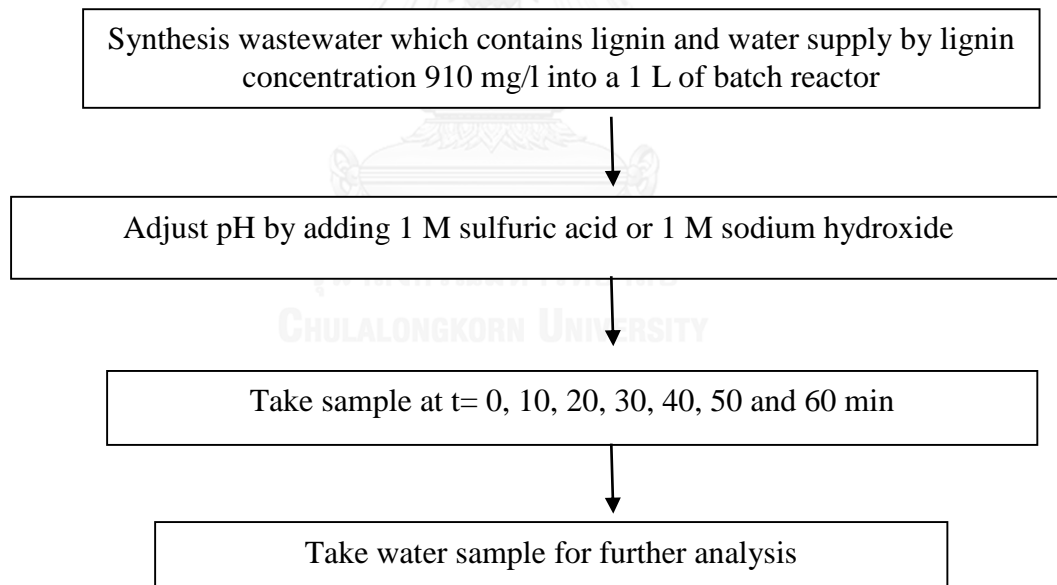 Synthesis wastewater which contains lignin and water supply by lignin
concentration 910 mg/l into a 1 L of batch reactor
Adjust pH by adding 1 M sulfuric acid or 1 M sodium hydroxide
CHULALONGKORN UNIVERSITY
Take sample at t= 0, 10, 20, 30, 40, 50 and 60 min
Take water sample for further analysis